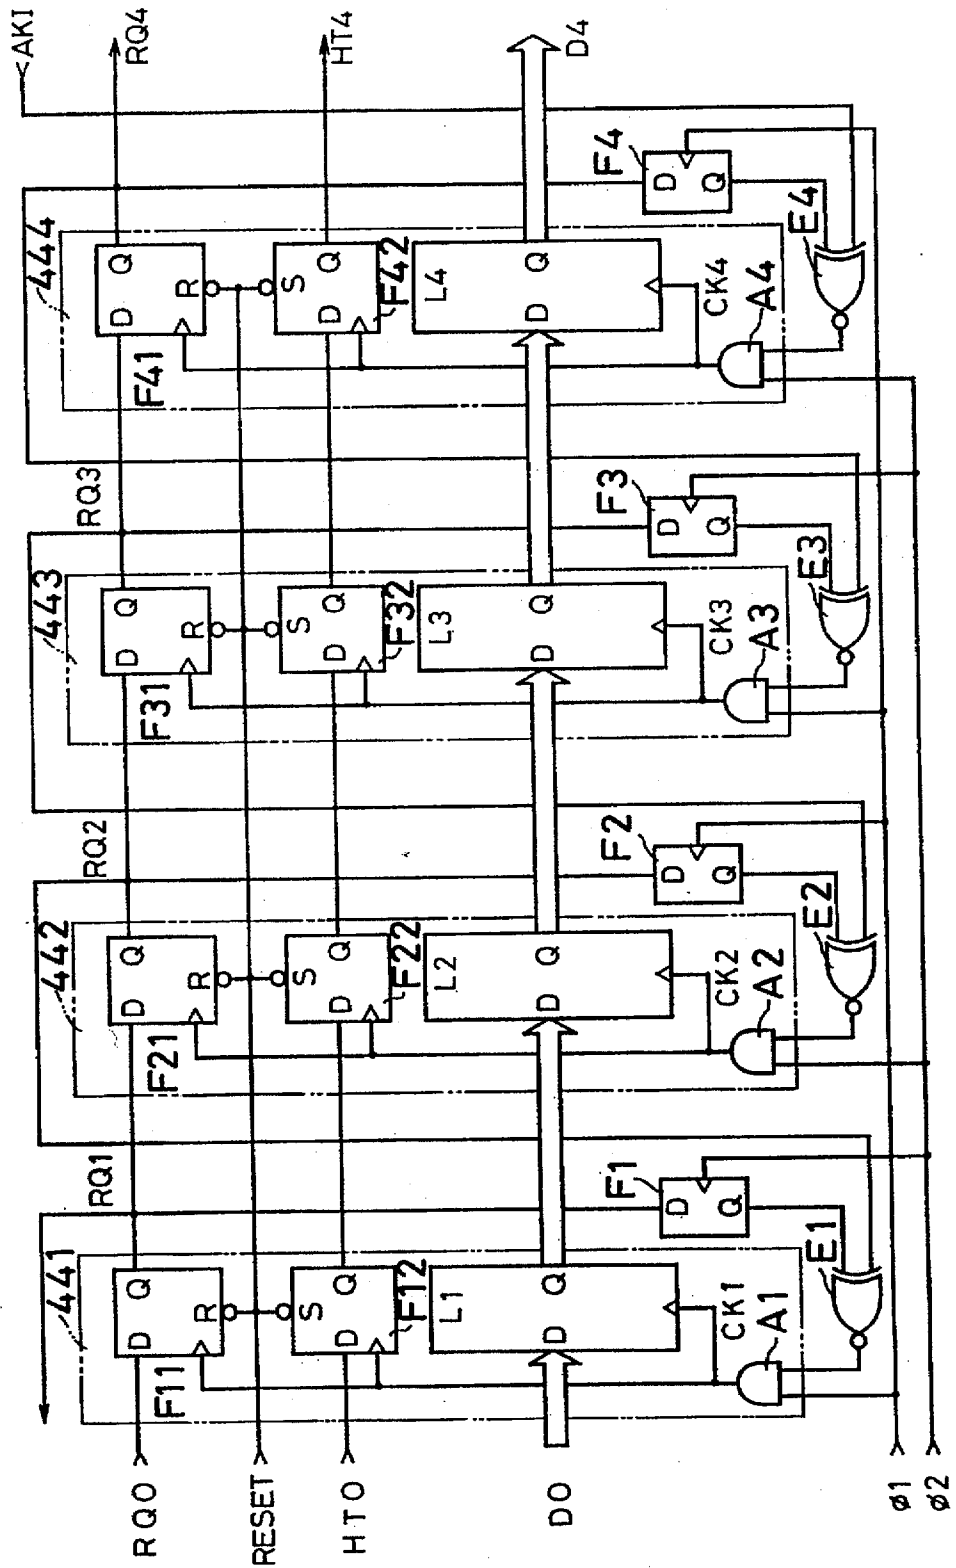 AKI
RQ4
HT4
D4
444
D
Q
R
F41
S
D
Q
F42
L4
D
Q
CK4
A4
F4
D
Q
E4
RQ3
443
D
Q
R
F31
S
D
Q
F32
L3
D
Q
CK3
A3
F3
D
Q
E3
RQ2
442
D
Q
R
F21
S
D
Q
F22
L2
D
Q
CK2
A2
F2
D
Q
E2
RQ1
441
D
Q
R
F11
S
D
Q
F12
L1
D
Q
CK1
A1
F1
D
Q
E1
RQ0
RESET
HT0
D0
ø1
ø2